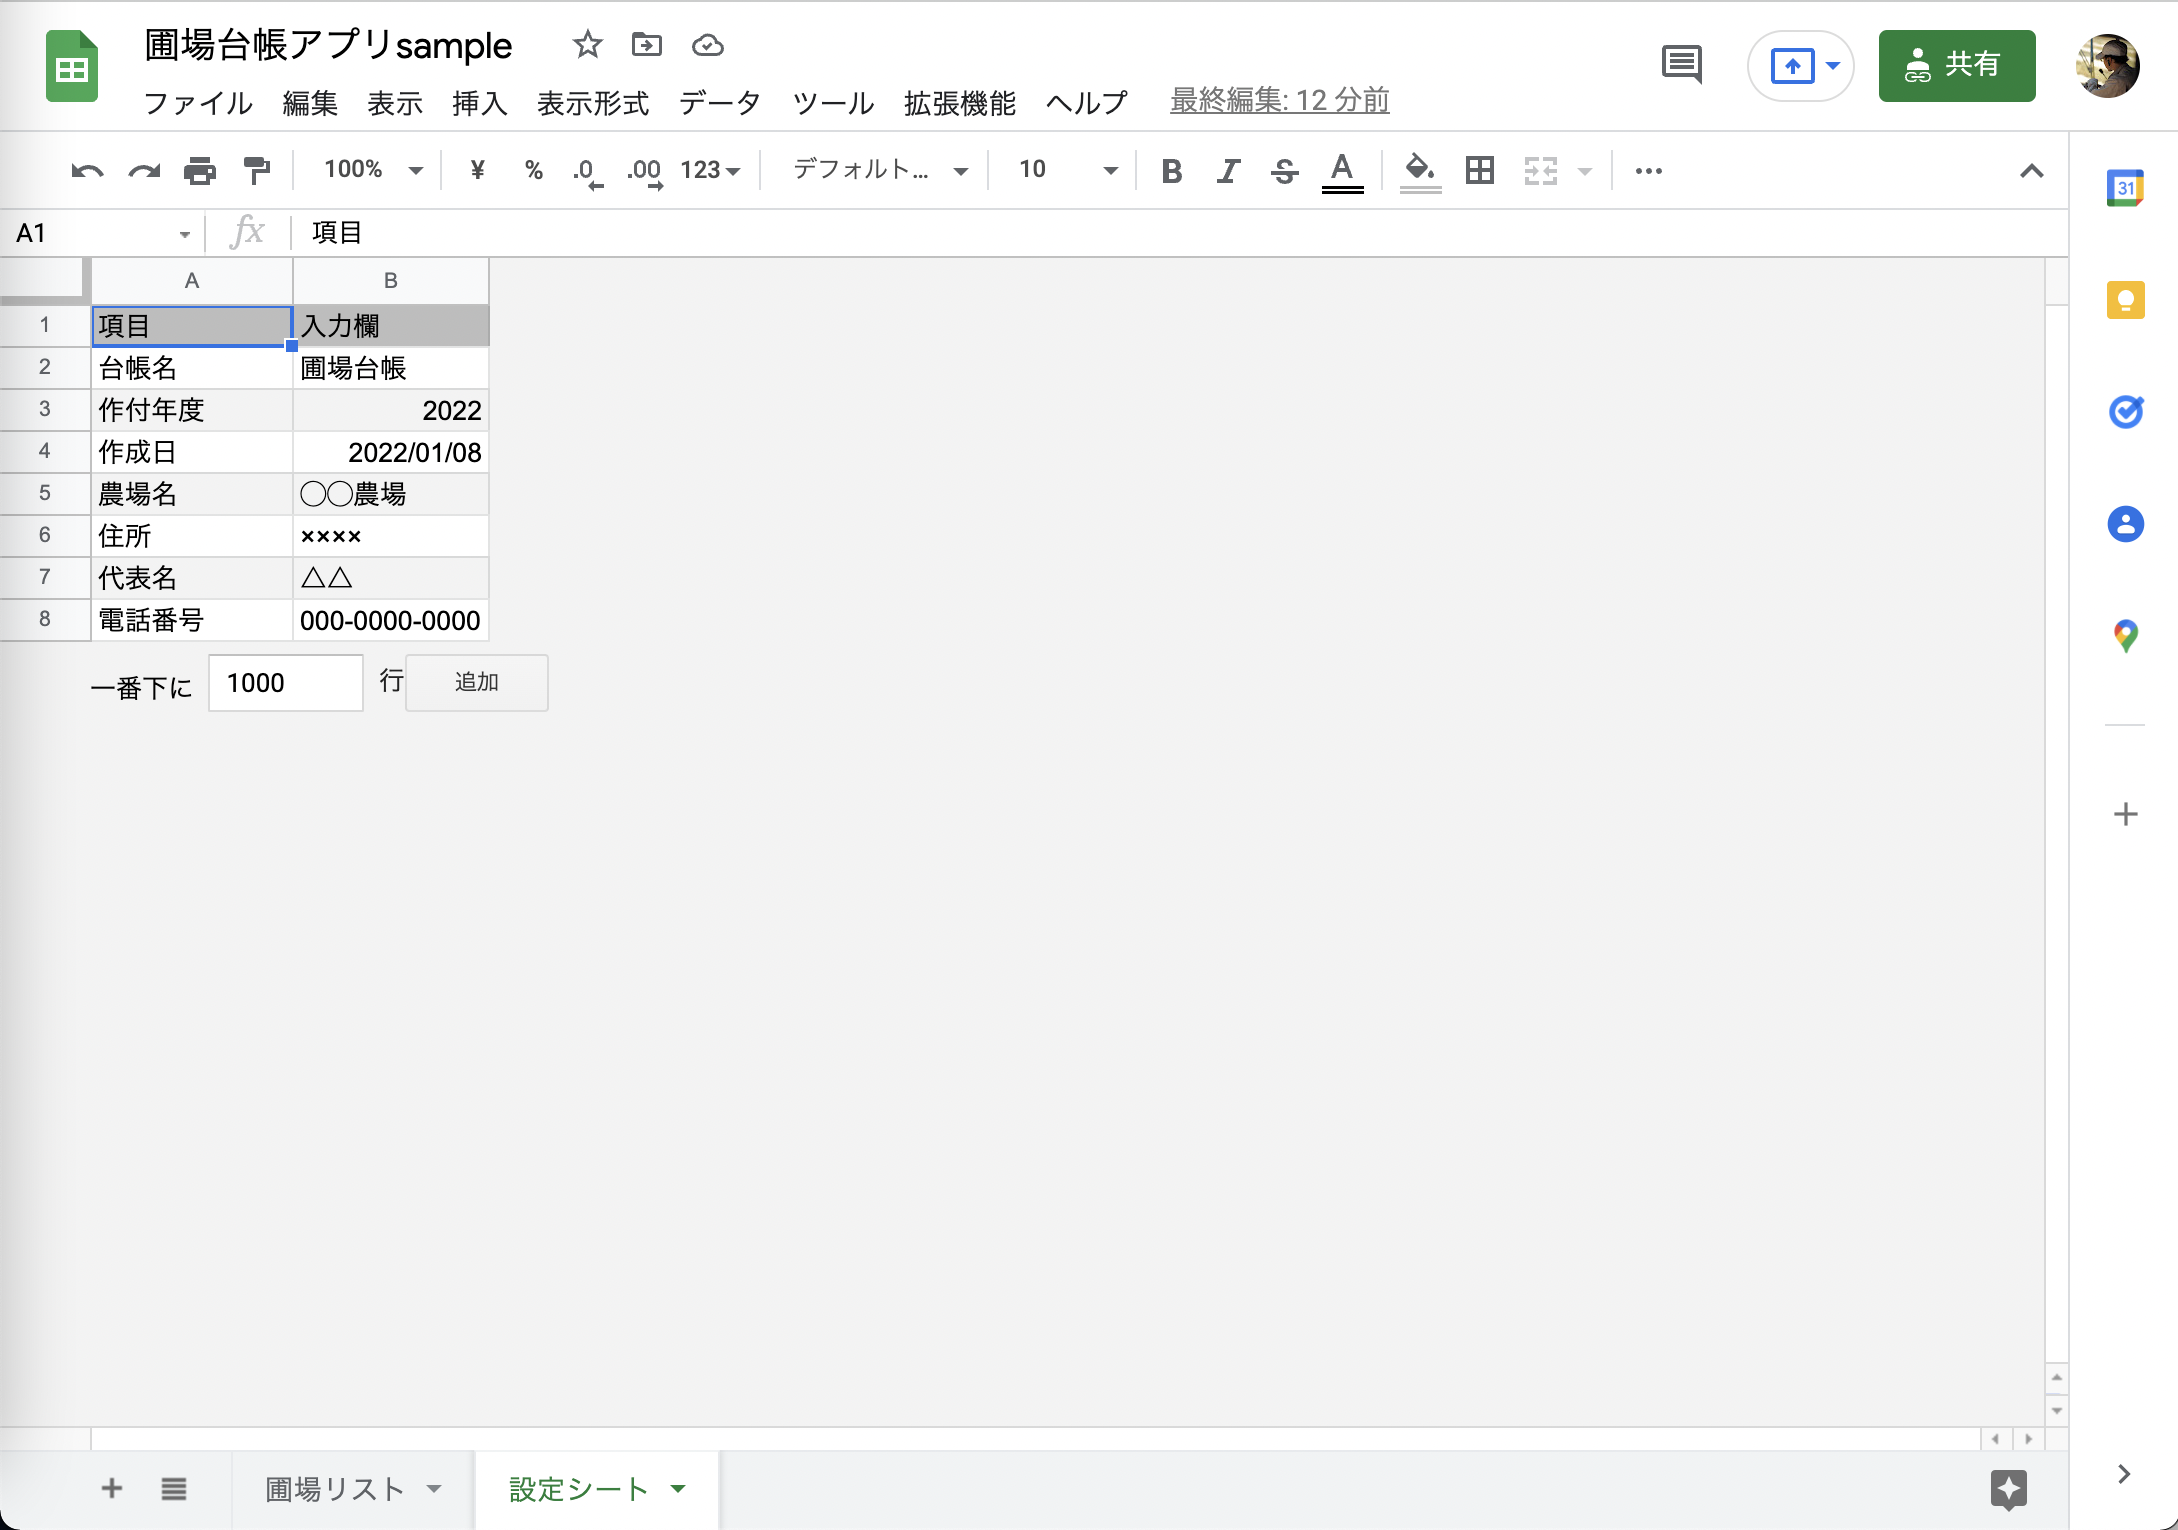 圃場台帳アプリsample
ファイル 編集 表示 挿入 表示形式 データ ツール 拡張機能 ヘルプ 最終編集: 12 分前
共有
100% ¥ % .0 .00 123 デフォルト... 10 B I S A
31
A1 fx 項目
A B
1 項目 入力欄
2 台帳名 圃場台帳
3 作付年度 2022
4 作成日 2022/01/08
5 農場名 〇〇農場
6 住所 ××××
7 代表名 △△
8 電話番号 000-0000-0000
一番下に 1000 行 追加
圃場リスト 設定シート